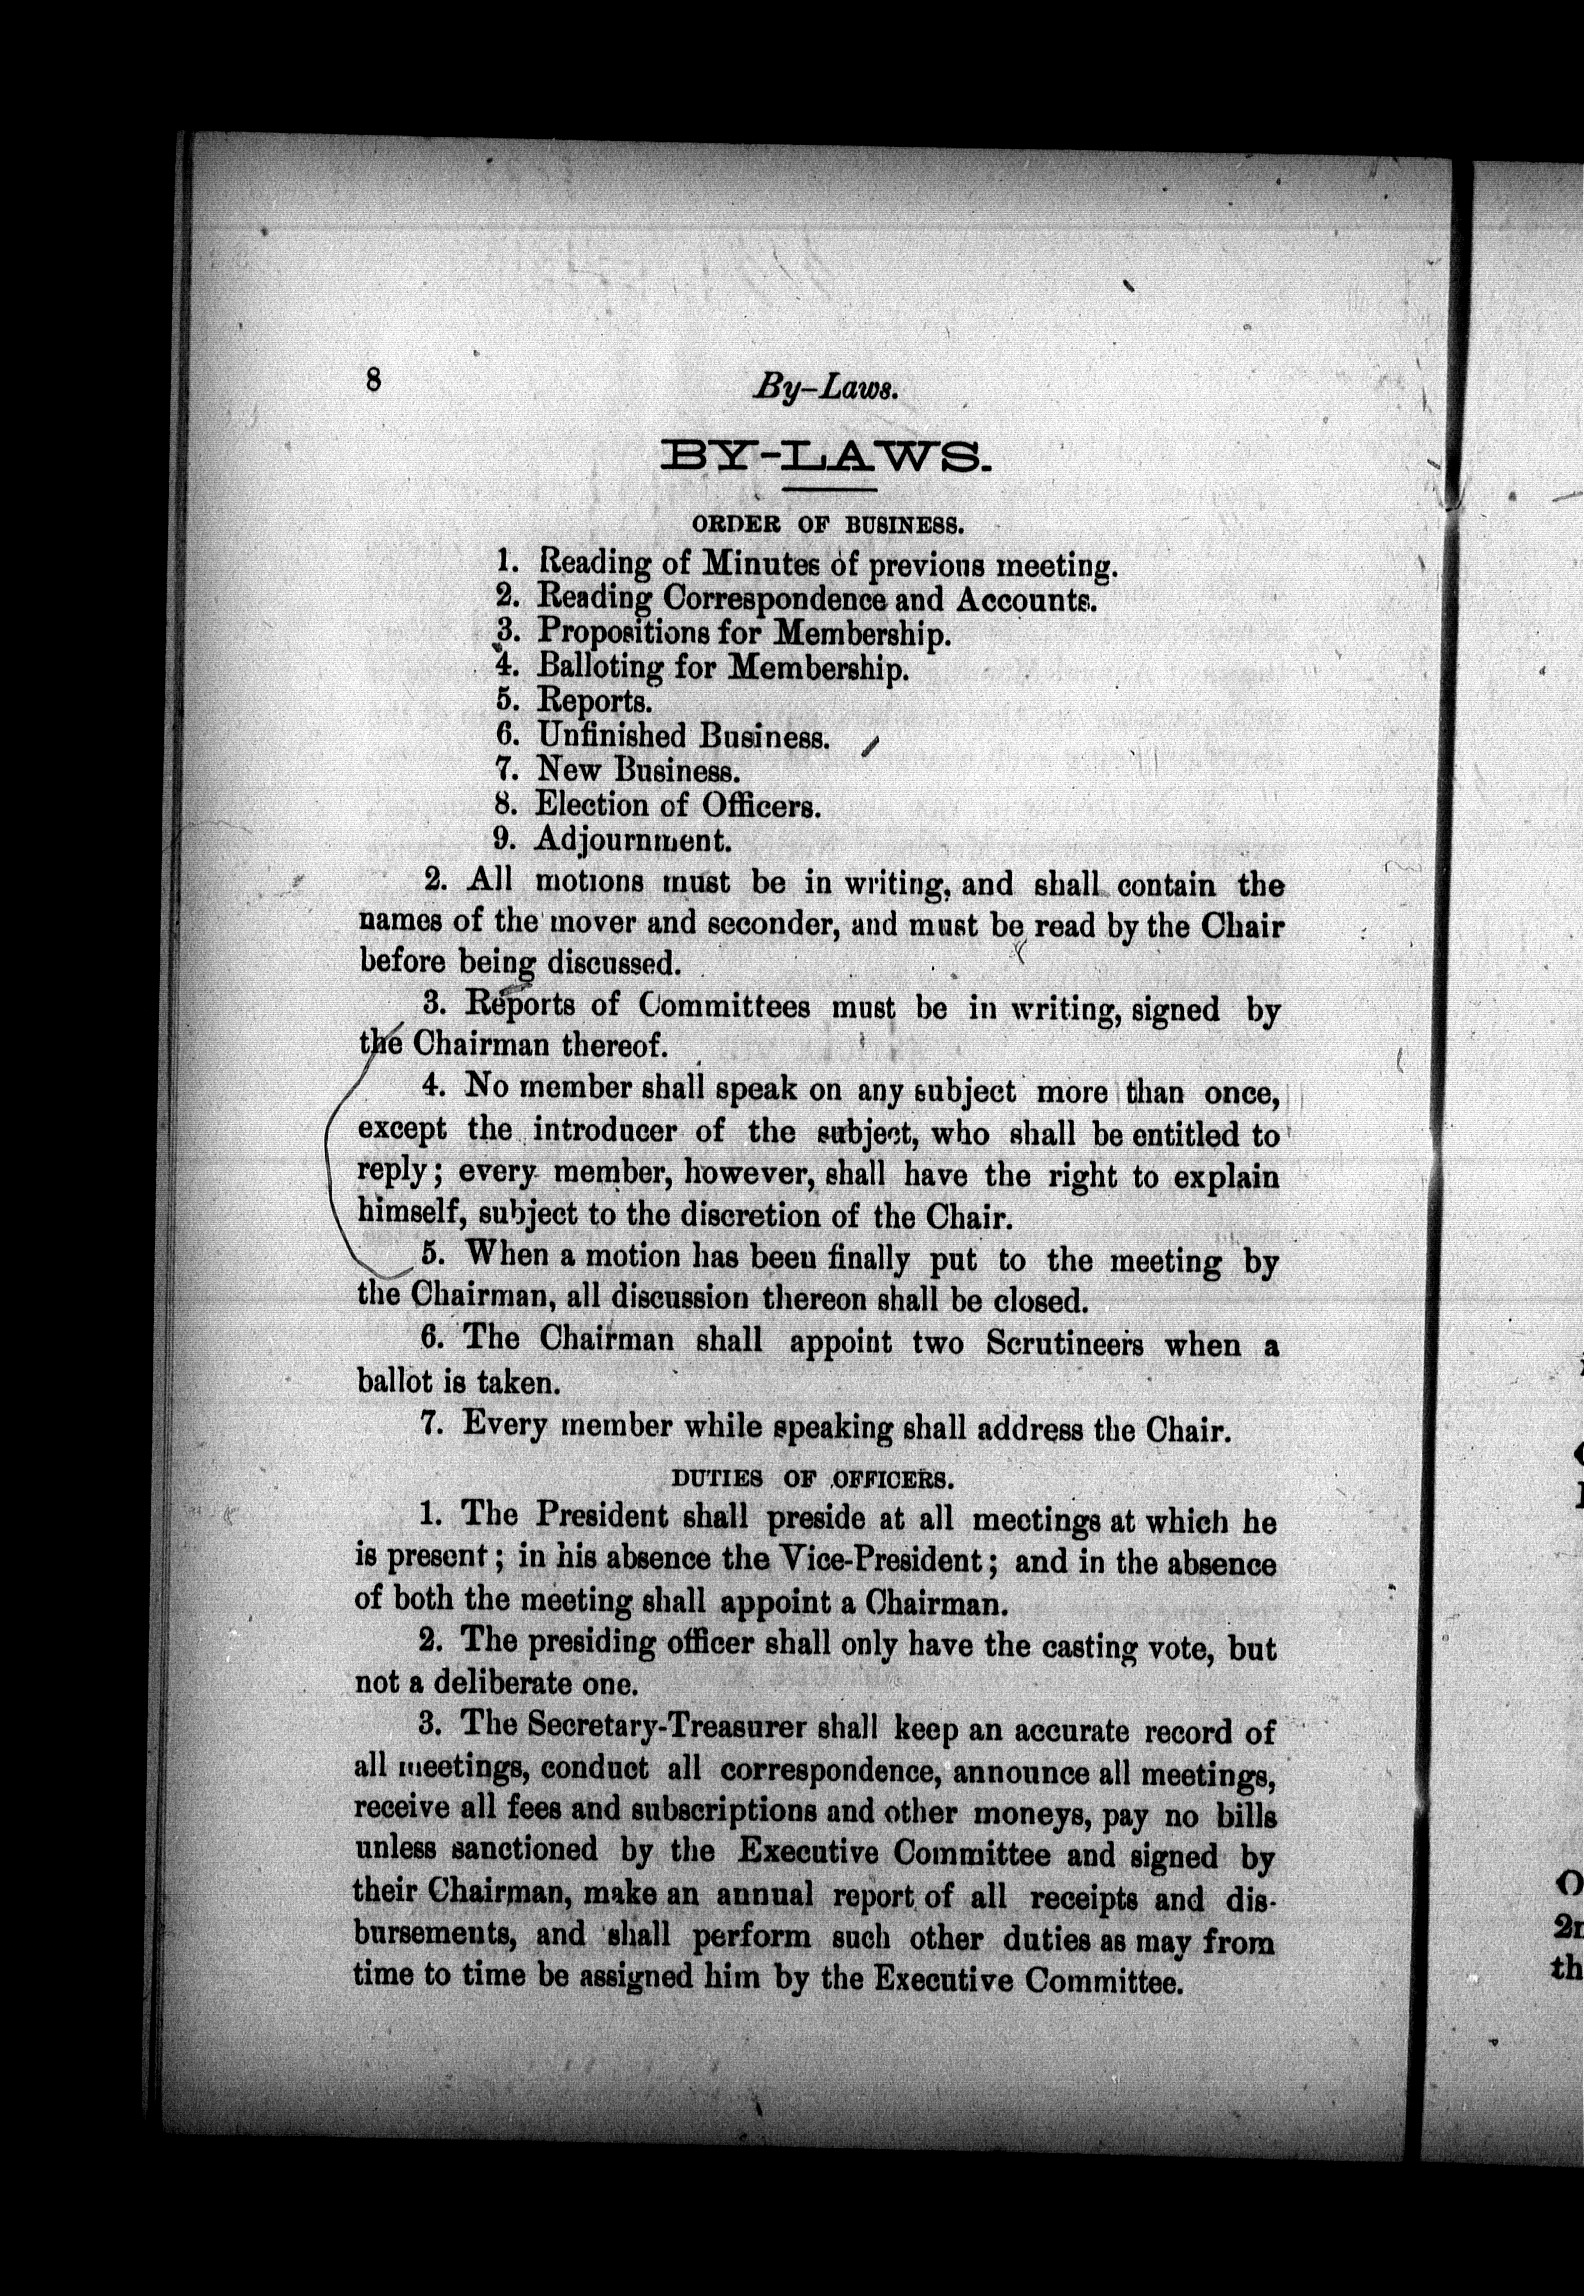 8
By-Laws.
BY-LAWS.
ORDER OF BUSINESS.
1. Reading of Minutes of previous meeting.
2. Reading Correspondence and Accounts.
3. Propositions for Membership.
4. Balloting for Membership.
5. Reports.
6. Unfinished Business.
7. New Business.
8. Election of Officers.
9. Adjournment.
2. All motions must be in writing, and shall contain the
names of the mover and seconder, and must be read by the Chair
before being discussed.
3. Reports of Committees must be in writing, signed by
the Chairman thereof.
4. No member shall speak on any subject more than once,
except the introducer of the subject, who shall be entitled to
reply; every member, however, shall have the right to explain
himself, subject to the discretion of the Chair.
5. When a motion has been finally put to the meeting by
the Chairman, all discussion thereon shall be closed.
6. The Chairman shall appoint two Scrutineers when a
ballot is taken.
7. Every member while speaking shall address the Chair.
DUTIES OF OFFICERS.
1. The President shall preside at all meetings at which he
is present; in his absence the Vice-President; and in the absence
of both the meeting shall appoint a Chairman.
2. The presiding officer shall only have the casting vote, but
not a deliberate one.
3. The Secretary-Treasurer shall keep an accurate record of
all meetings, conduct all correspondence, announce all meetings,
receive all fees and subscriptions and other moneys, pay no bills
unless sanctioned by the Executive Committee and signed by
their Chairman, make an annual report of all receipts and dis-
bursements, and shall perform such other duties as may from
time to time be assigned him by the Executive Committee.